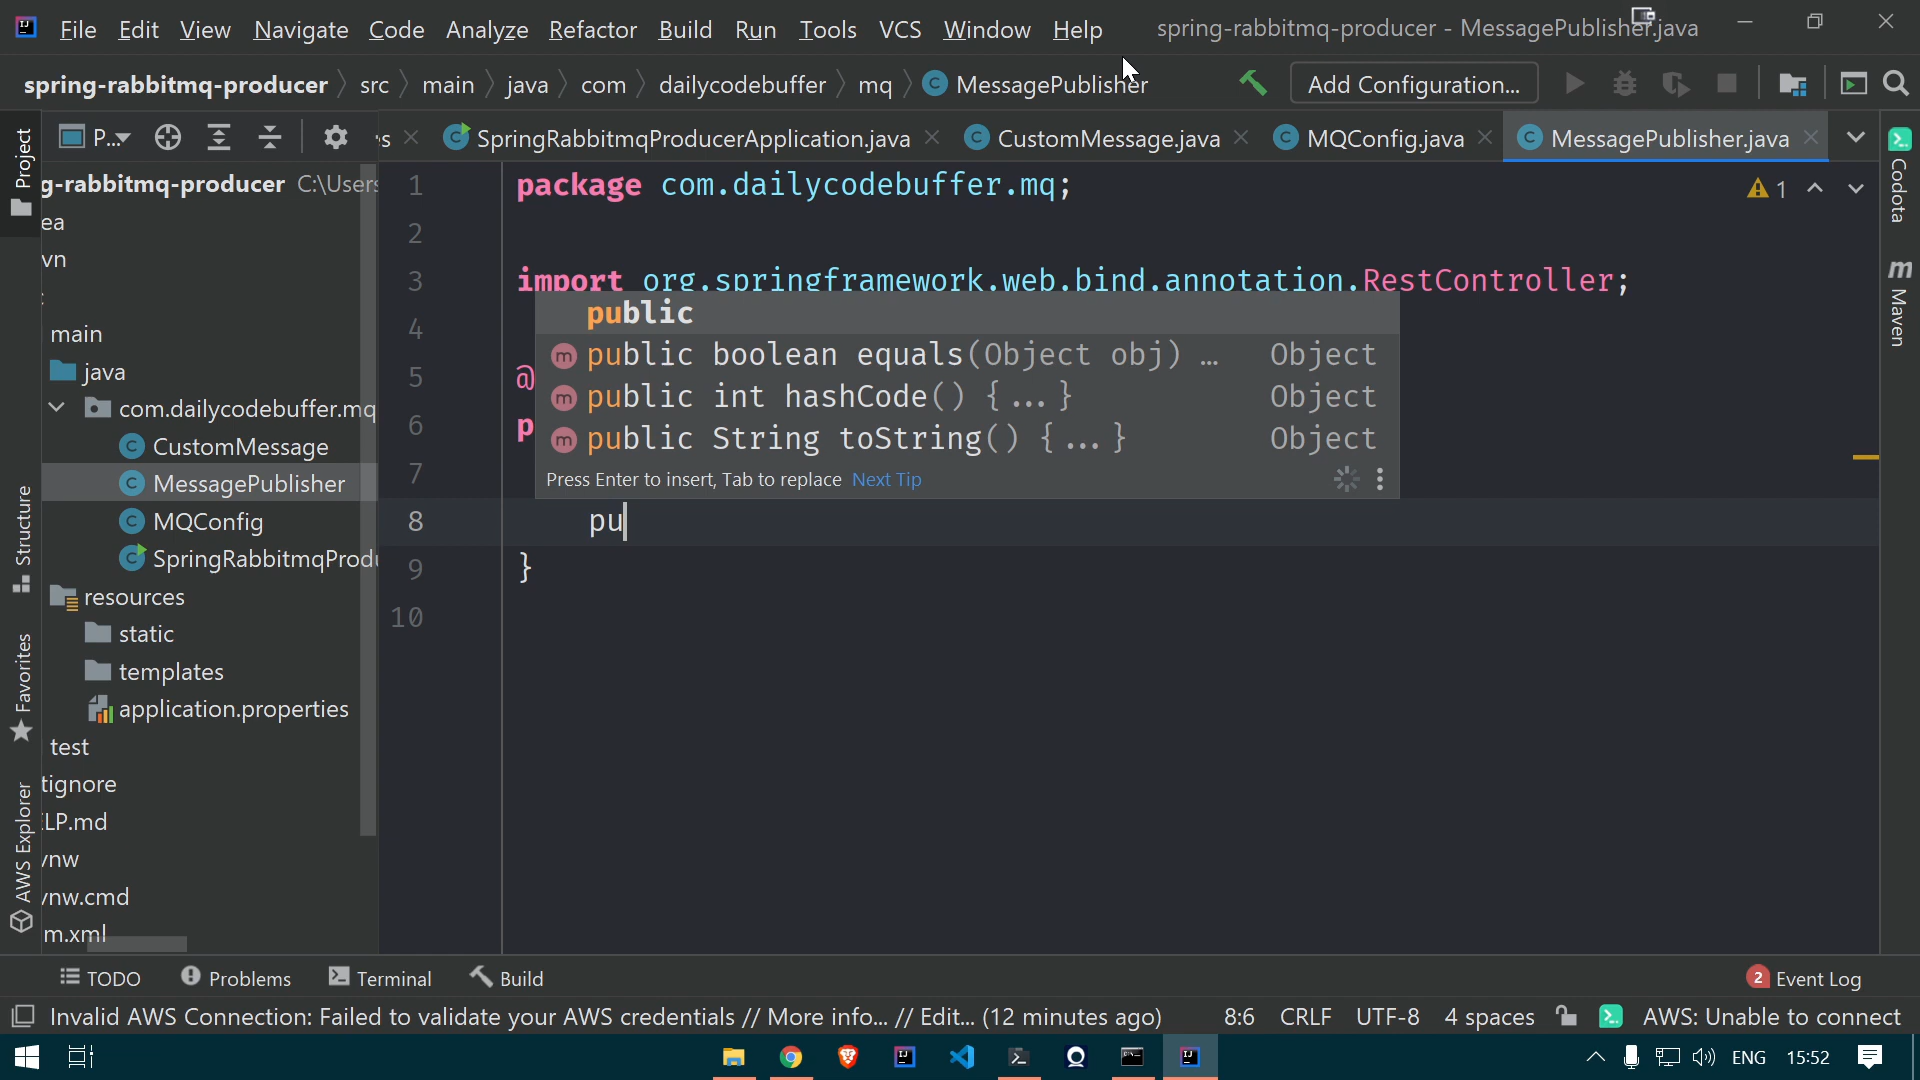 File Edit View Navigate Code Analyze Refactor Build Run Tools VCS Window Help spring-rabbitmq-producer - MessagePublisher.java
spring-rabbitmq-producer src main java com dailycodebuffer mq MessagePublisher Add Configuration...
Project
P... s SpringRabbitmqProducerApplication.java CustomMessage.java MQConfig.java MessagePublisher.java
g-rabbitmq-producer C:\Users
ea
vn
main
java
com.dailycodebuffer.mq
CustomMessage
MessagePublisher
MQConfig
SpringRabbitmqProdu
resources
static
templates
application.properties
test
tignore
LP.md
vnw
vnw.cmd
m.xml
Structure
Favorites
AWS Explorer
1 package com.dailycodebuffer.mq;
2
3 import org.springframework.web.bind.annotation.RestController;
4
5 @
6 p
7
8 pu
9 }
10
1
public
public boolean equals(Object obj) ... Object
public int hashCode() {...} Object
public String toString() {...} Object
Press Enter to insert, Tab to replace Next Tip
Codota
Maven
TODO Problems Terminal Build 2 Event Log
Invalid AWS Connection: Failed to validate your AWS credentials // More info... // Edit... (12 minutes ago) 8:6 CRLF UTF-8 4 spaces AWS: Unable to connect
ENG 15:52